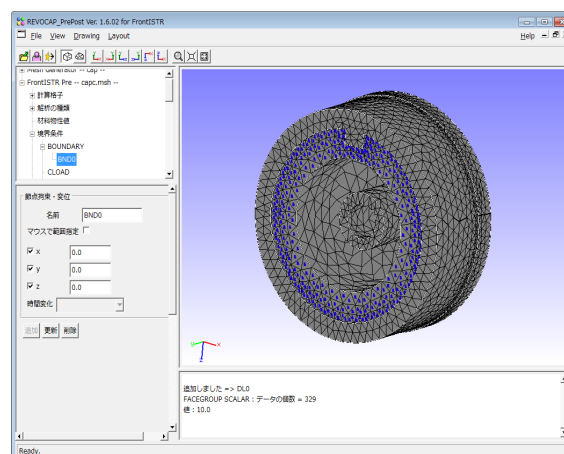 REVOCAP_PrePost Ver. 1.6.02 for FrontISTR
File View Drawing Layout Help
Mesh Generator -- cap --
FrontISTR Pre -- capc.msh --
計算格子
解析の種類
材料物性値
境界条件
BOUNDARY
BND0
CLOAD
節点拘束・変位
名前 BND0
マウスで範囲指定
x 0.0
y 0.0
z 0.0
時間変化
追加 更新 削除
y x
z
追加しました => DL0
FACEGROUP SCALAR : データの個数 = 329
値 : 10.0
Ready.